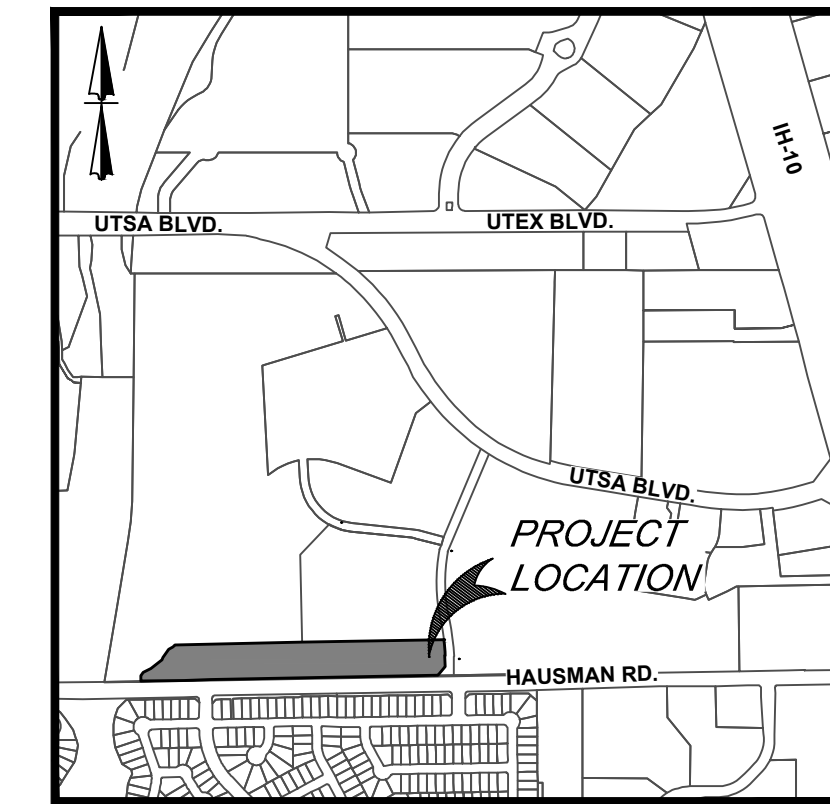 IH-10
UTSA BLVD.
UTEX BLVD.
UTSA BLVD.
PROJECT
LOCATION
HAUSMAN RD.